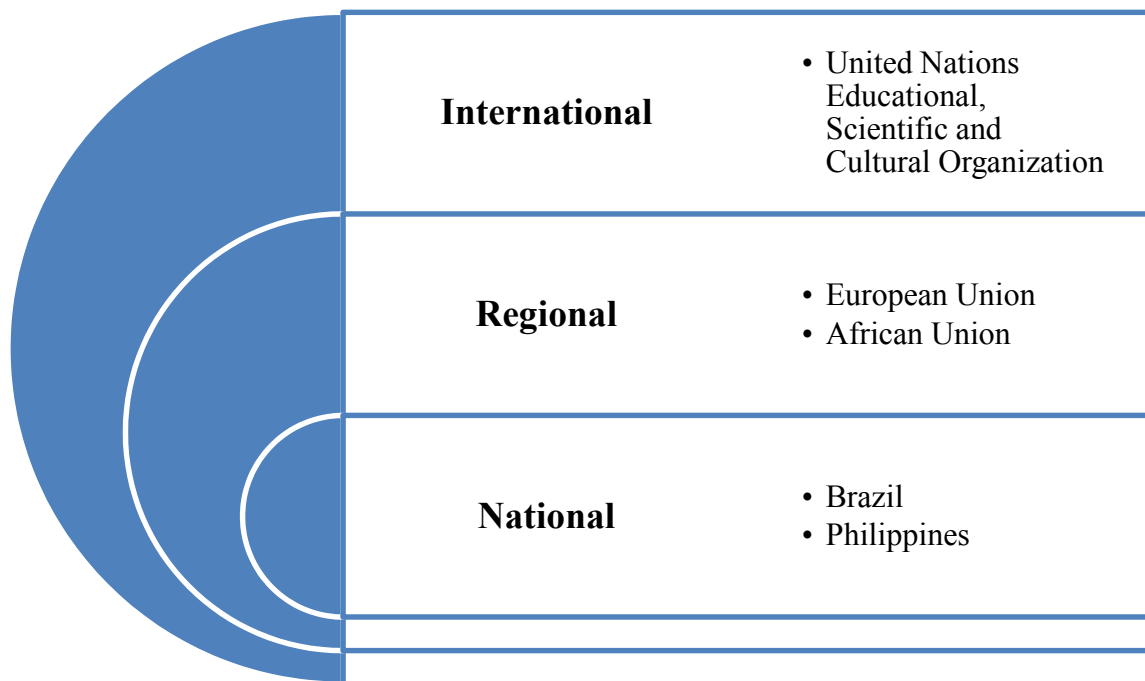 International
• United Nations
Educational,
Scientific and
Cultural Organization
Regional
• European Union
• African Union
National
• Brazil
• Philippines